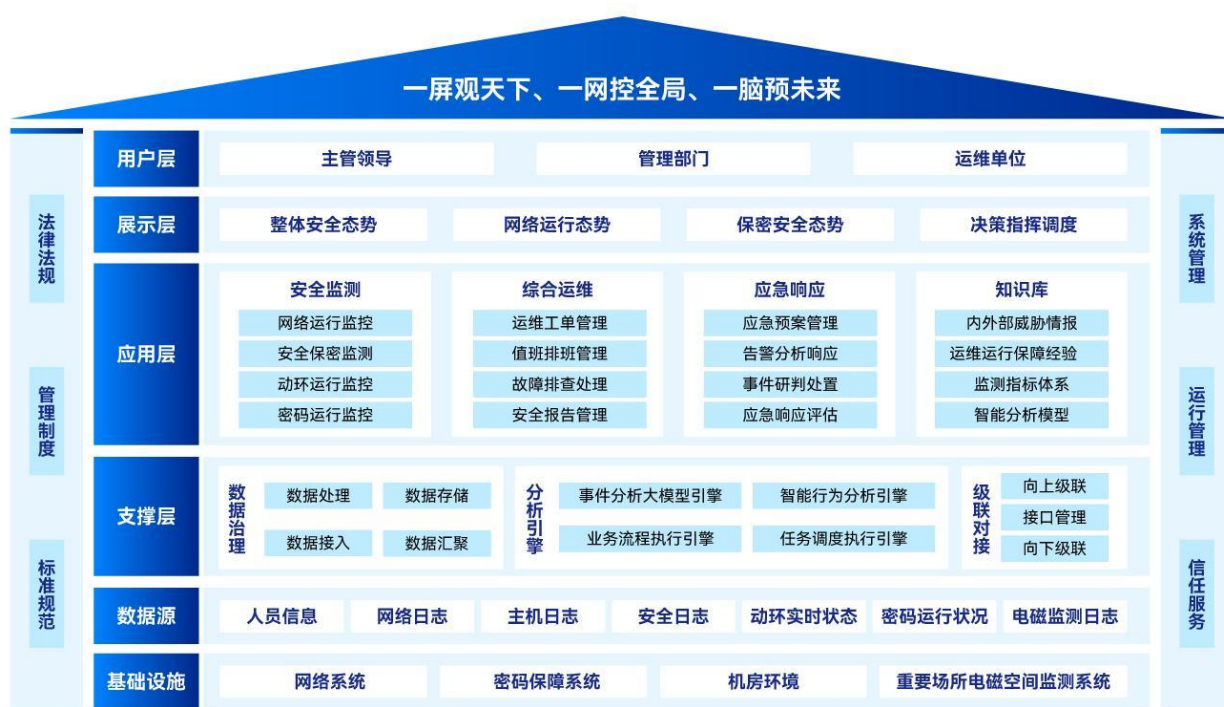 一屏观天下、一网控全局、一脑预未来
法律法规
管理制度
标准规范
用户层
主管领导
管理部门
运维单位
展示层
整体安全态势
网络运行态势
保密安全态势
决策指挥调度
应用层
安全监测
网络运行监控
安全保密监测
动环运行监控
密码运行监控
综合运维
运维工单管理
值班排班管理
故障排查处理
安全报告管理
应急响应
应急预案管理
告警分析响应
事件研判处置
应急响应评估
知识库
内外部威胁情报
运维运行保障经验
监测指标体系
智能分析模型
支撑层
数据治理
数据处理
数据存储
数据接入
数据汇聚
分析引擎
事件分析大模型引擎
智能行为分析引擎
业务流程执行引擎
任务调度执行引擎
级联对接
向上级联
接口管理
向下级联
数据源
人员信息
网络日志
主机日志
安全日志
动环实时状态
密码运行状况
电磁监测日志
基础设施
网络系统
密码保障系统
机房环境
重要场所电磁空间监测系统
系统管理
运行管理
信任服务